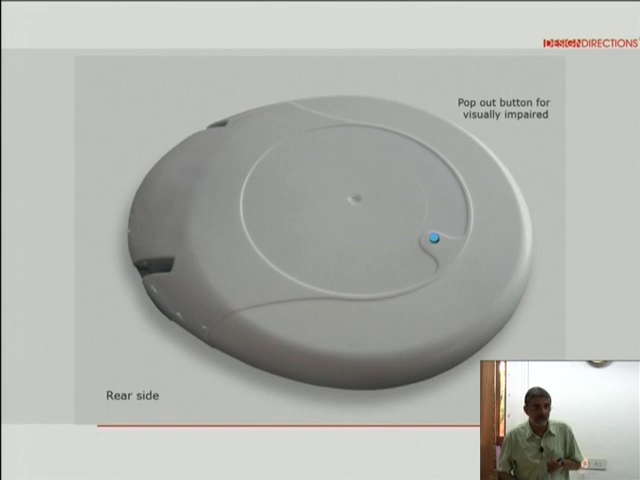 DESIGNDIRECTIONS
Pop out button for
visually impaired
Rear side